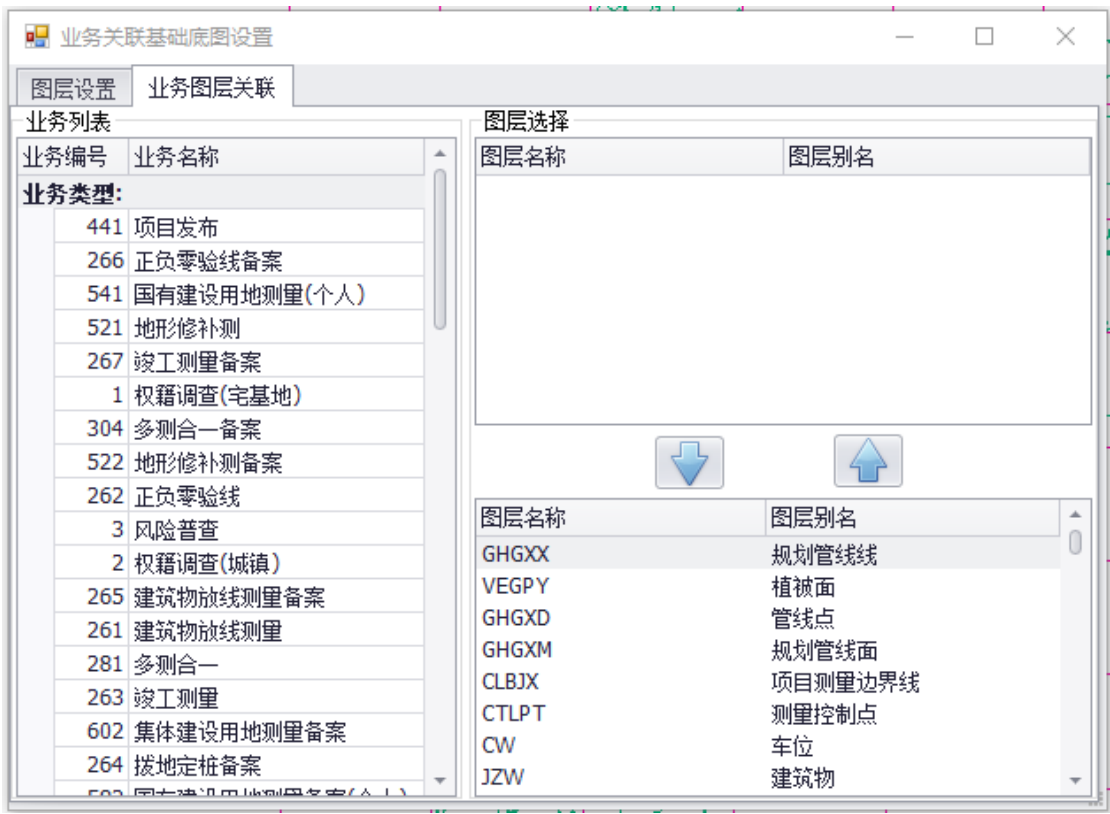 业务关联基础底图设置
图层设置 业务图层关联
业务列表
业务编号 业务名称
业务类型:
441 项目发布
266 正负零验线备案
541 国有建设用地测量(个人)
521 地形修补测
267 竣工测量备案
1 权籍调查(宅基地)
304 多测合一备案
522 地形修补测备案
262 正负零验线
3 风险普查
2 权籍调查(城镇)
265 建筑物放线测量备案
261 建筑物放线测量
281 多测合一
263 竣工测量
602 集体建设用地测量备案
264 拨地定桩备案
图层选择
图层名称 图层别名
图层名称 图层别名
GHGXX 规划管线线
VEGPY 植被面
GHGXD 管线点
GHGXM 规划管线面
CLBJX 项目测量边界线
CTLPT 测量控制点
CW 车位
JZW 建筑物